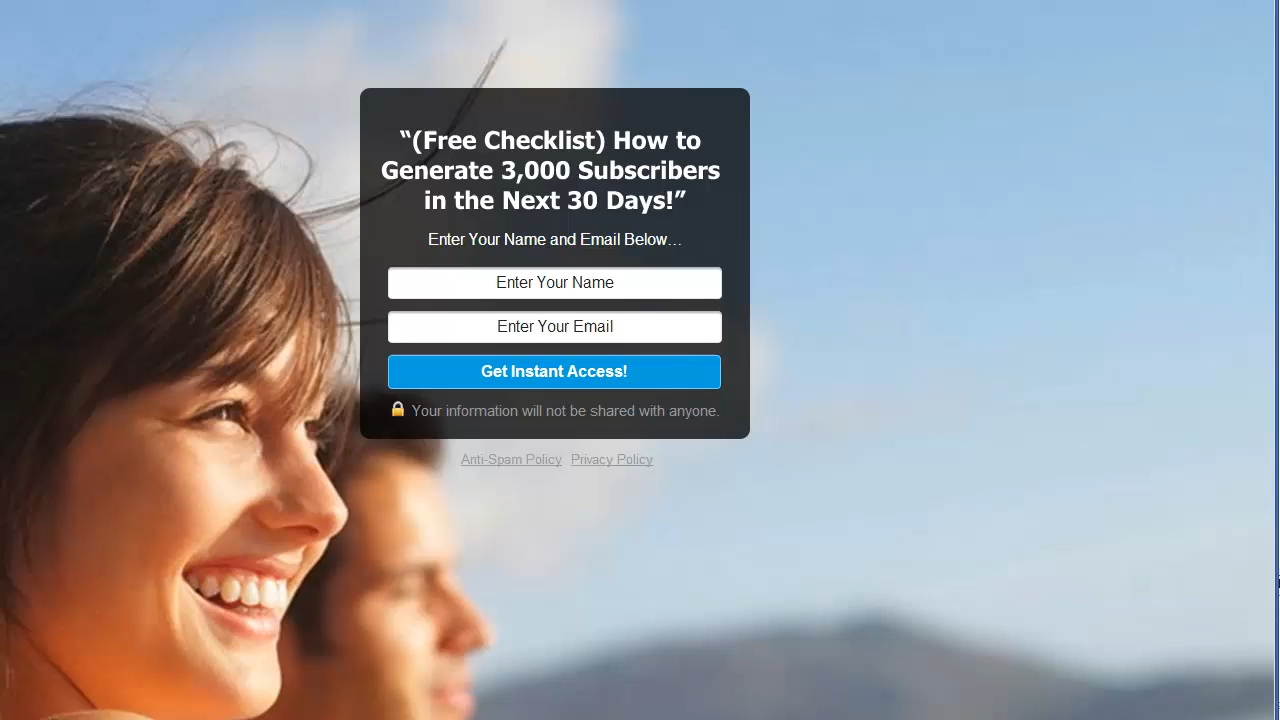 “(Free Checklist) How to
Generate 3,000 Subscribers
in the Next 30 Days!”
Enter Your Name and Email Below…
Enter Your Name
Enter Your Email
Get Instant Access!
Your information will not be shared with anyone.
Anti-Spam Policy Privacy Policy